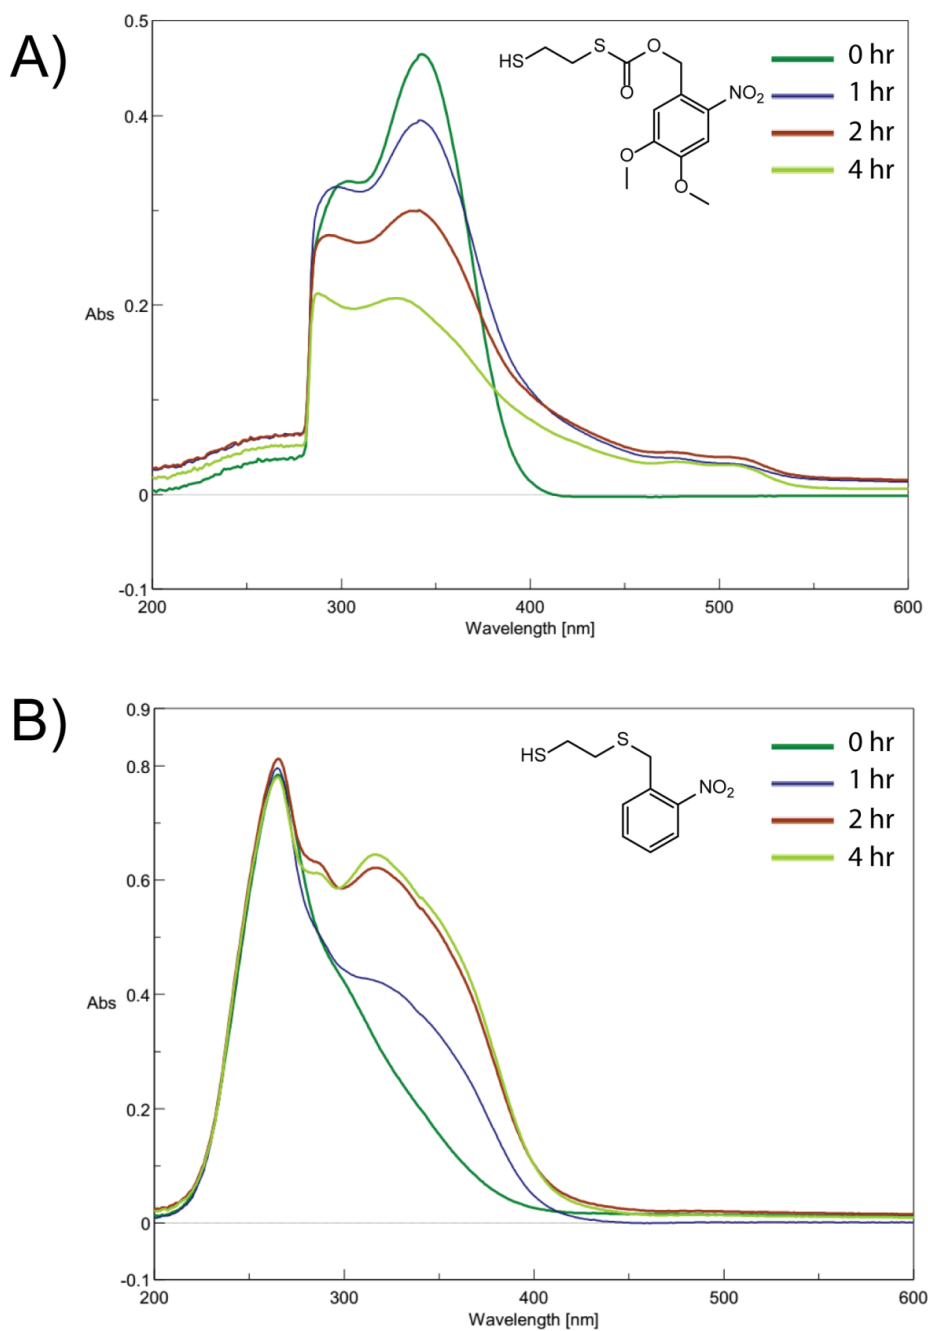 A)
0.5
0.4
0.2
0
-0.1
Abs
200
300
400
500
600
Wavelength [nm]
HS
S
O
O
NO2
O
O
0 hr
1 hr
2 hr
4 hr
B)
0.9
0.8
0.6
0.4
0.2
0
-0.1
Abs
200
300
400
500
600
Wavelength [nm]
HS
S
NO2
0 hr
1 hr
2 hr
4 hr